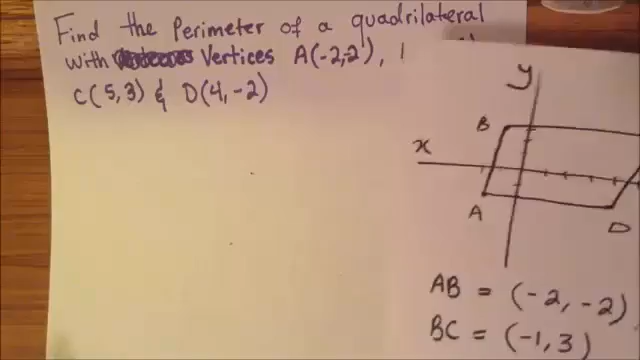 Find the Perimeter of a quadrilateral
with Vertices A(-2,-2),
C(5,3) & D(4,-2)
y
B
x
A
D
AB = (-2,-2)
BC = (-1,3)